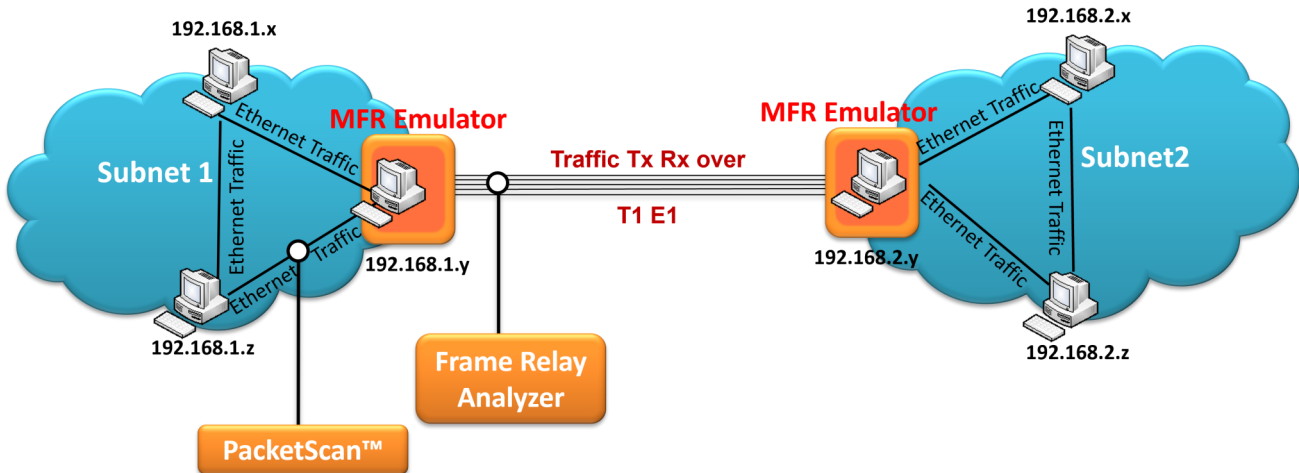 192.168.1.x
192.168.2.x
Ethernet Traffic
MFR Emulator
MFR Emulator
Ethernet Traffic
Subnet 1
Ethernet Traffic
Traffic Tx Rx over
T1 E1
Ethernet Traffic
Subnet2
Ethernet Traffic
192.168.1.y
192.168.2.y
Ethernet Traffic
192.168.1.z
192.168.2.z
Frame Relay
Analyzer
PacketScan™